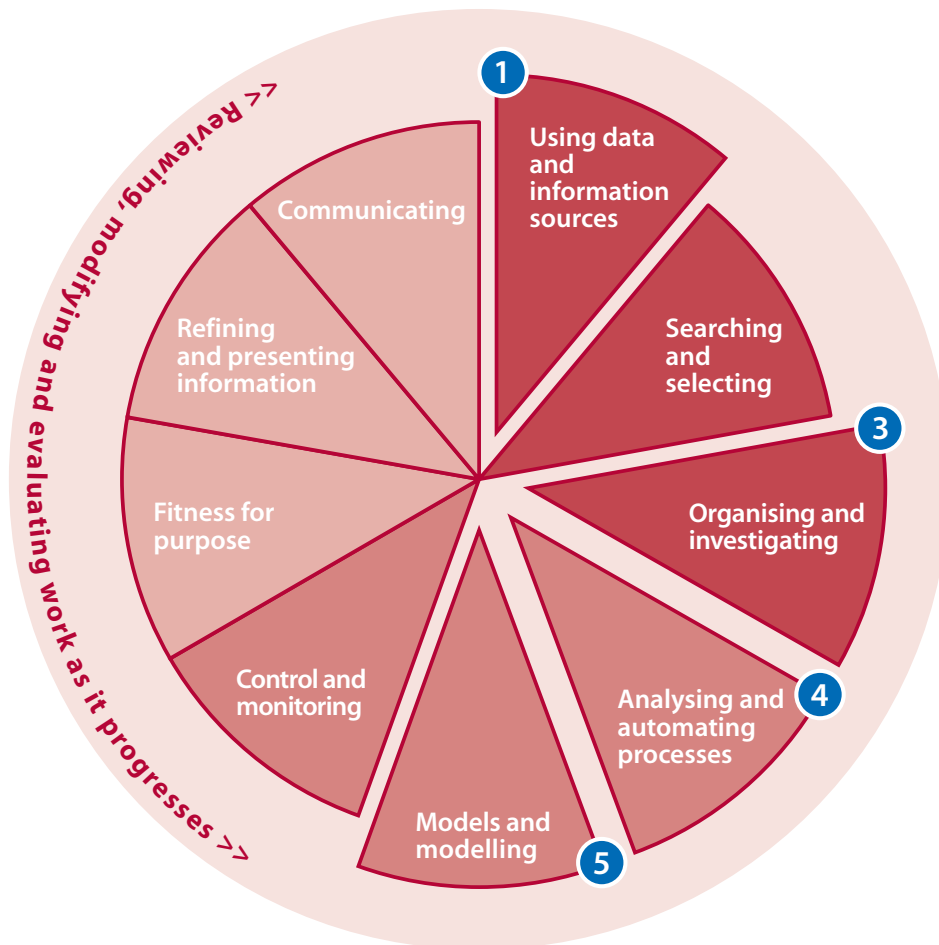 1
Using data
and
information
sources
Searching
and
selecting
3
Organising and
investigating
4
Analysing and
automating
processes
5
Models and
modelling
Control and
monitoring
Fitness for
purpose
Refining
and presenting
information
Communicating
<< Reviewing, modifying and evaluating work as it progresses >>